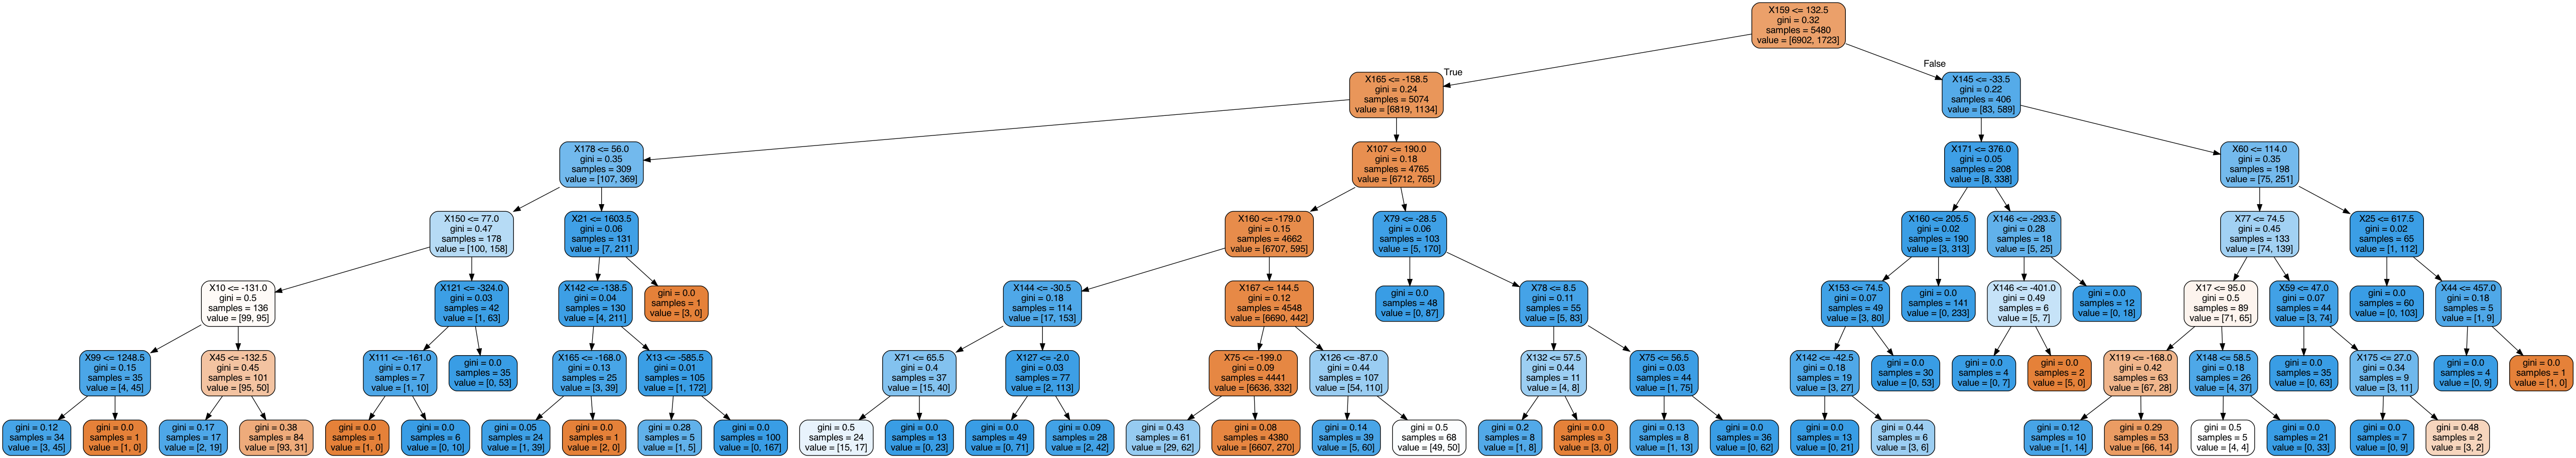 X159 <= 132.5
gini = 0.32
samples = 5480
value = [6902, 1723]
True
False
X165 <= -158.5
gini = 0.24
samples = 5074
value = [6819, 1134]
X145 <= -33.5
gini = 0.22
samples = 406
value = [83, 589]
X178 <= 56.0
gini = 0.35
samples = 309
value = [107, 369]
X107 <= 190.0
gini = 0.18
samples = 4765
value = [6712, 765]
X171 <= 376.0
gini = 0.05
samples = 208
value = [8, 338]
X60 <= 114.0
gini = 0.35
samples = 198
value = [75, 251]
X150 <= 77.0
gini = 0.47
samples = 178
value = [100, 158]
X21 <= 1603.5
gini = 0.06
samples = 131
value = [7, 211]
X160 <= -179.0
gini = 0.15
samples = 4662
value = [6707, 595]
X79 <= -28.5
gini = 0.06
samples = 103
value = [5, 170]
X160 <= 205.5
gini = 0.02
samples = 190
value = [3, 313]
X146 <= -293.5
gini = 0.28
samples = 18
value = [5, 25]
X77 <= 74.5
gini = 0.45
samples = 133
value = [74, 139]
X25 <= 617.5
gini = 0.02
samples = 65
value = [1, 112]
X10 <= -131.0
gini = 0.5
samples = 136
value = [99, 95]
X121 <= -324.0
gini = 0.03
samples = 42
value = [1, 63]
X142 <= -138.5
gini = 0.04
samples = 130
value = [4, 211]
gini = 0.0
samples = 1
value = [3, 0]
X144 <= -30.5
gini = 0.18
samples = 114
value = [17, 153]
X167 <= 144.5
gini = 0.12
samples = 4548
value = [6690, 442]
gini = 0.0
samples = 48
value = [0, 87]
X78 <= 8.5
gini = 0.11
samples = 55
value = [5, 83]
X153 <= 74.5
gini = 0.07
samples = 49
value = [3, 80]
gini = 0.0
samples = 141
value = [0, 233]
X146 <= -401.0
gini = 0.49
samples = 6
value = [5, 7]
gini = 0.0
samples = 12
value = [0, 18]
X17 <= 95.0
gini = 0.5
samples = 89
value = [71, 65]
X59 <= 47.0
gini = 0.07
samples = 44
value = [3, 74]
gini = 0.0
samples = 60
value = [0, 103]
X44 <= 457.0
gini = 0.18
samples = 5
value = [1, 9]
X99 <= 1248.5
gini = 0.15
samples = 35
value = [4, 45]
X45 <= -132.5
gini = 0.45
samples = 101
value = [95, 50]
X111 <= -161.0
gini = 0.17
samples = 7
value = [1, 10]
gini = 0.0
samples = 35
value = [0, 53]
X165 <= -168.0
gini = 0.13
samples = 25
value = [3, 39]
X13 <= -585.5
gini = 0.01
samples = 105
value = [1, 172]
X71 <= 65.5
gini = 0.4
samples = 37
value = [15, 40]
X127 <= -2.0
gini = 0.03
samples = 77
value = [2, 113]
X75 <= -199.0
gini = 0.09
samples = 4441
value = [6636, 332]
X126 <= -87.0
gini = 0.44
samples = 107
value = [54, 110]
X132 <= 57.5
gini = 0.44
samples = 11
value = [4, 8]
X75 <= 56.5
gini = 0.03
samples = 44
value = [1, 75]
X142 <= -42.5
gini = 0.18
samples = 19
value = [3, 27]
gini = 0.0
samples = 30
value = [0, 53]
gini = 0.0
samples = 4
value = [0, 7]
gini = 0.0
samples = 2
value = [5, 0]
X119 <= -168.0
gini = 0.42
samples = 63
value = [67, 28]
X148 <= 58.5
gini = 0.18
samples = 26
value = [4, 37]
gini = 0.0
samples = 35
value = [0, 63]
X175 <= 27.0
gini = 0.34
samples = 9
value = [3, 11]
gini = 0.0
samples = 4
value = [0, 9]
gini = 0.0
samples = 1
value = [1, 0]
gini = 0.12
samples = 34
value = [3, 45]
gini = 0.0
samples = 1
value = [1, 0]
gini = 0.17
samples = 17
value = [2, 19]
gini = 0.38
samples = 84
value = [93, 31]
gini = 0.0
samples = 1
value = [1, 0]
gini = 0.0
samples = 6
value = [0, 10]
gini = 0.05
samples = 24
value = [1, 39]
gini = 0.0
samples = 1
value = [2, 0]
gini = 0.28
samples = 5
value = [1, 5]
gini = 0.0
samples = 100
value = [0, 167]
gini = 0.5
samples = 24
value = [15, 17]
gini = 0.0
samples = 13
value = [0, 23]
gini = 0.0
samples = 49
value = [0, 71]
gini = 0.09
samples = 28
value = [2, 42]
gini = 0.43
samples = 61
value = [29, 62]
gini = 0.08
samples = 4380
value = [6607, 270]
gini = 0.14
samples = 39
value = [5, 60]
gini = 0.5
samples = 68
value = [49, 50]
gini = 0.2
samples = 8
value = [1, 8]
gini = 0.0
samples = 3
value = [3, 0]
gini = 0.13
samples = 8
value = [1, 13]
gini = 0.0
samples = 36
value = [0, 62]
gini = 0.0
samples = 13
value = [0, 21]
gini = 0.44
samples = 6
value = [3, 6]
gini = 0.12
samples = 10
value = [1, 14]
gini = 0.29
samples = 53
value = [66, 14]
gini = 0.5
samples = 5
value = [4, 4]
gini = 0.0
samples = 21
value = [0, 33]
gini = 0.0
samples = 7
value = [0, 9]
gini = 0.48
samples = 2
value = [3, 2]